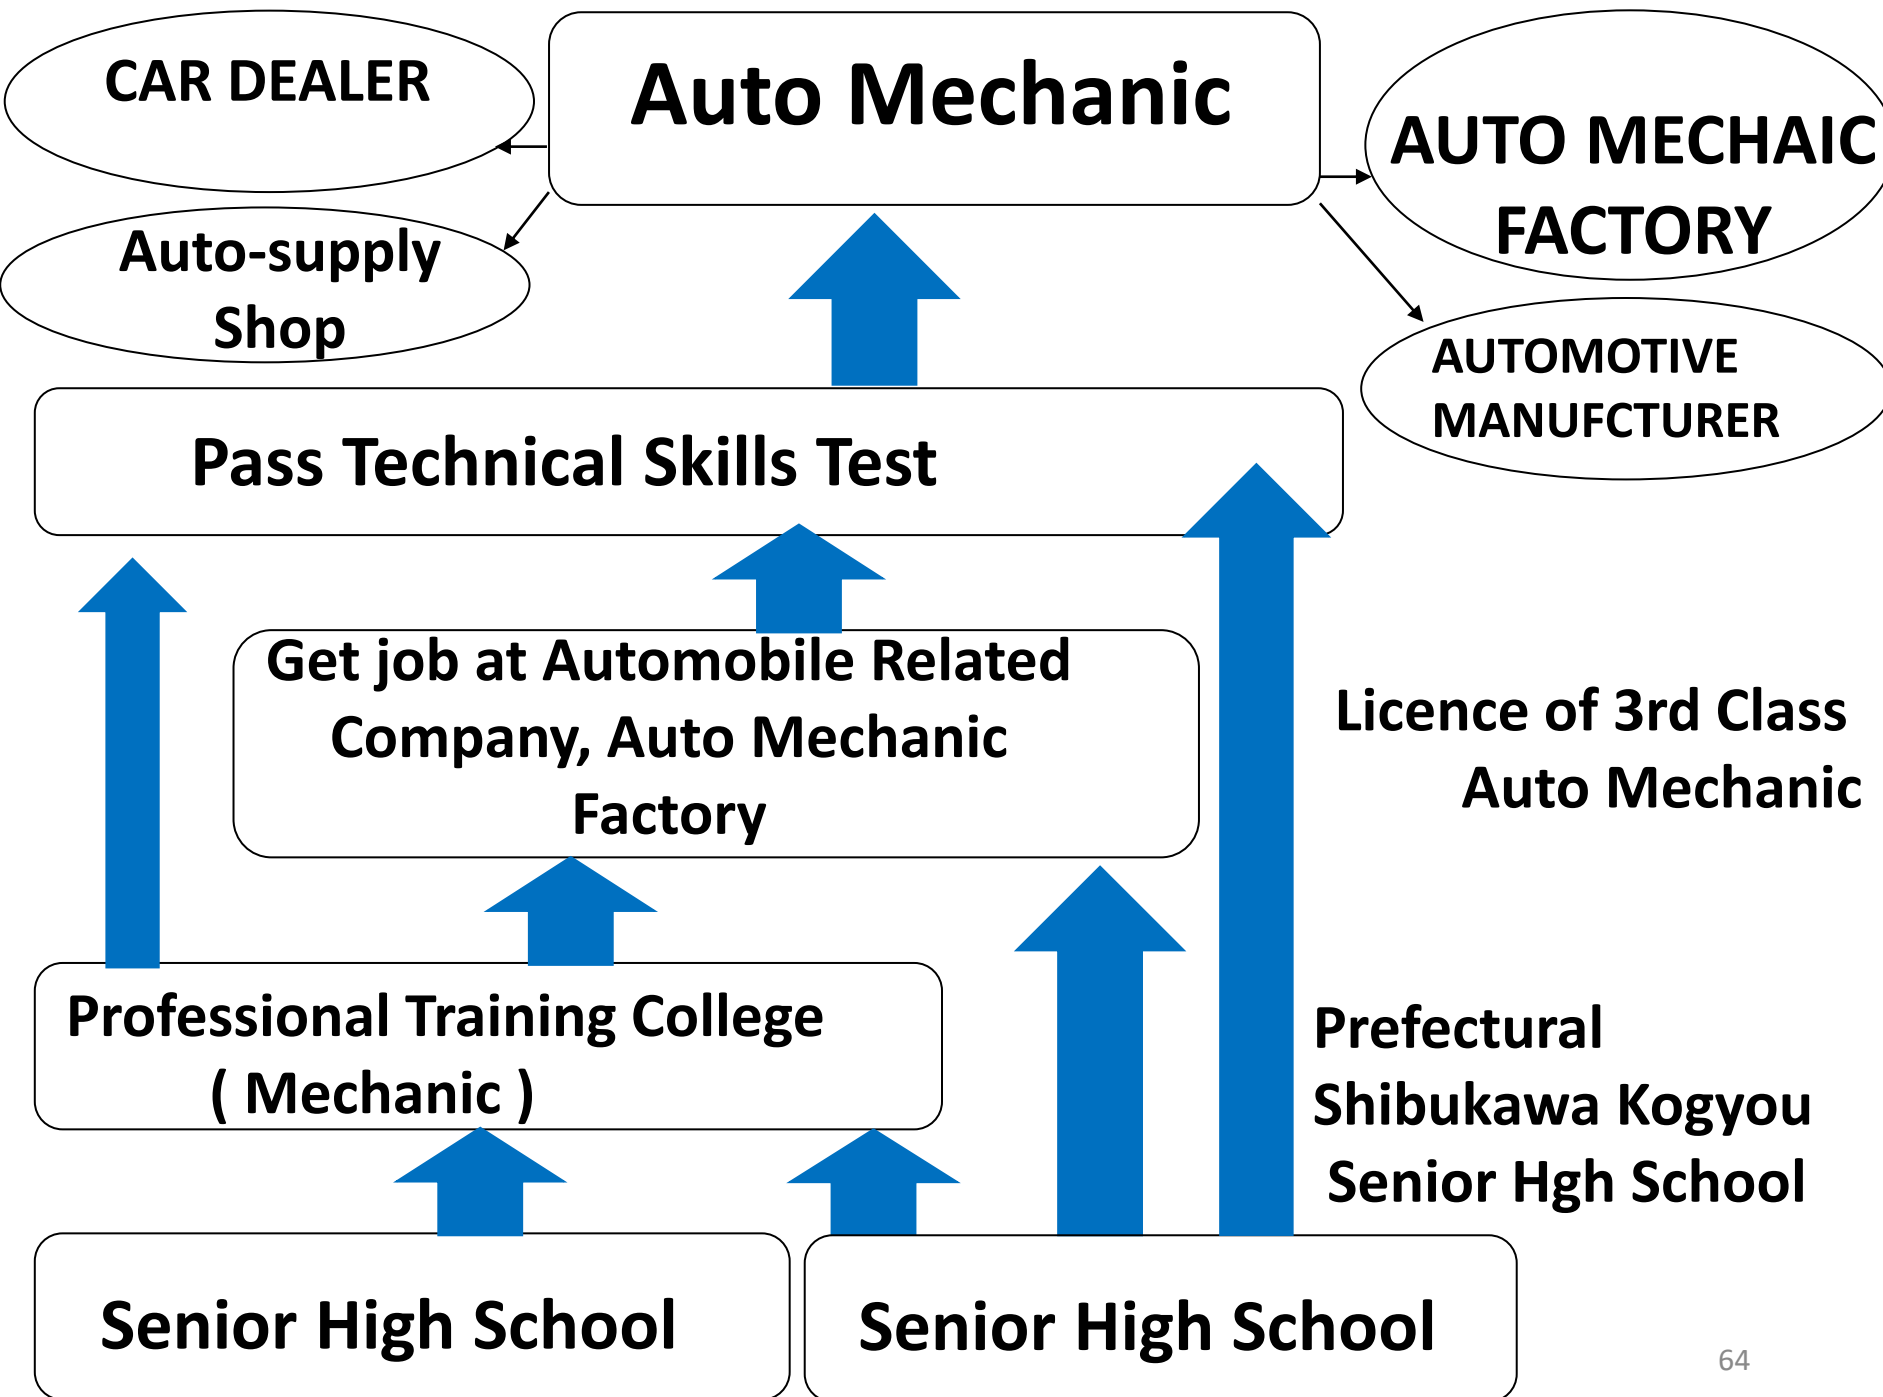 CAR DEALER
Auto Mechanic
AUTO MECHAIC
FACTORY
Auto-supply
Shop
AUTOMOTIVE
MANUFCTURER
Pass Technical Skills Test
Get job at Automobile Related
Company, Auto Mechanic
Factory
Licence of 3rd Class
Auto Mechanic
Professional Training College
( Mechanic )
Prefectural
Shibukawa Kogyou
Senior Hgh School
Senior High School
Senior High School
64